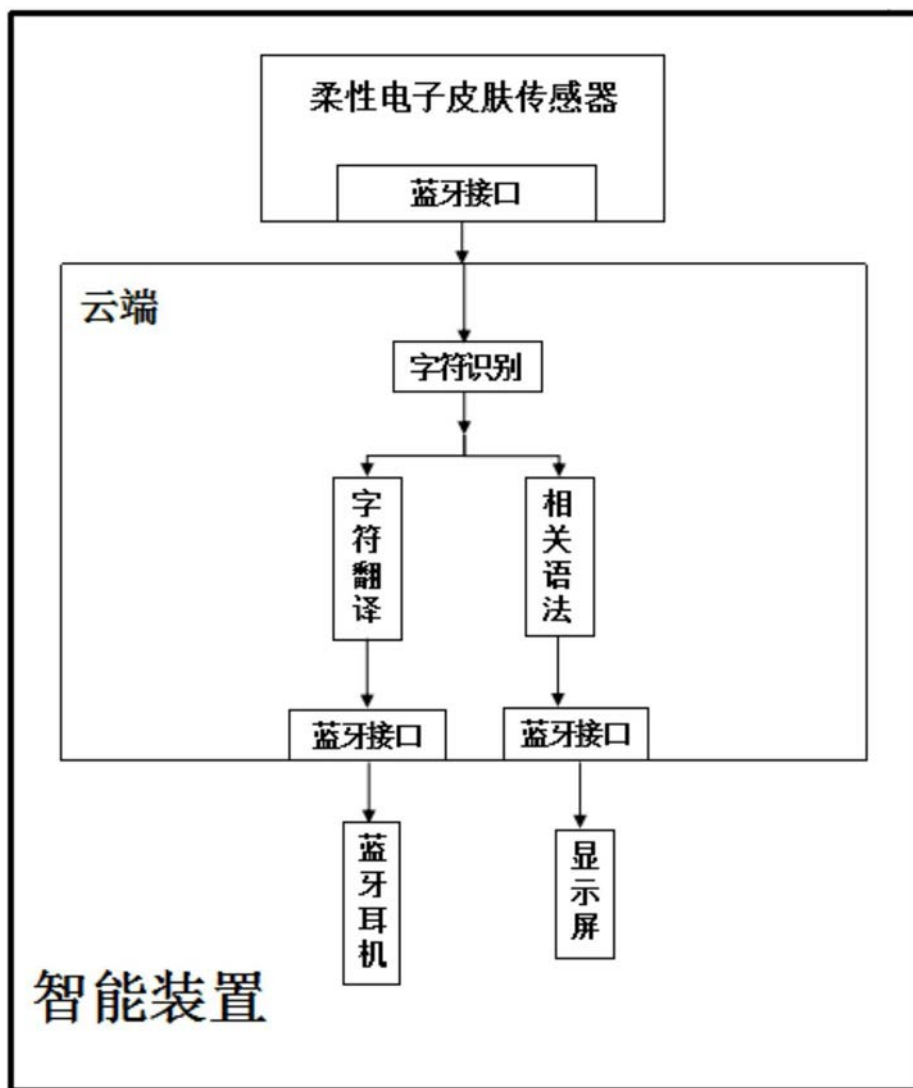 柔性电子皮肤传感器
蓝牙接口
云端
字符识别
字符翻译
相关语法
蓝牙接口
蓝牙接口
蓝牙耳机
显示屏
智能装置